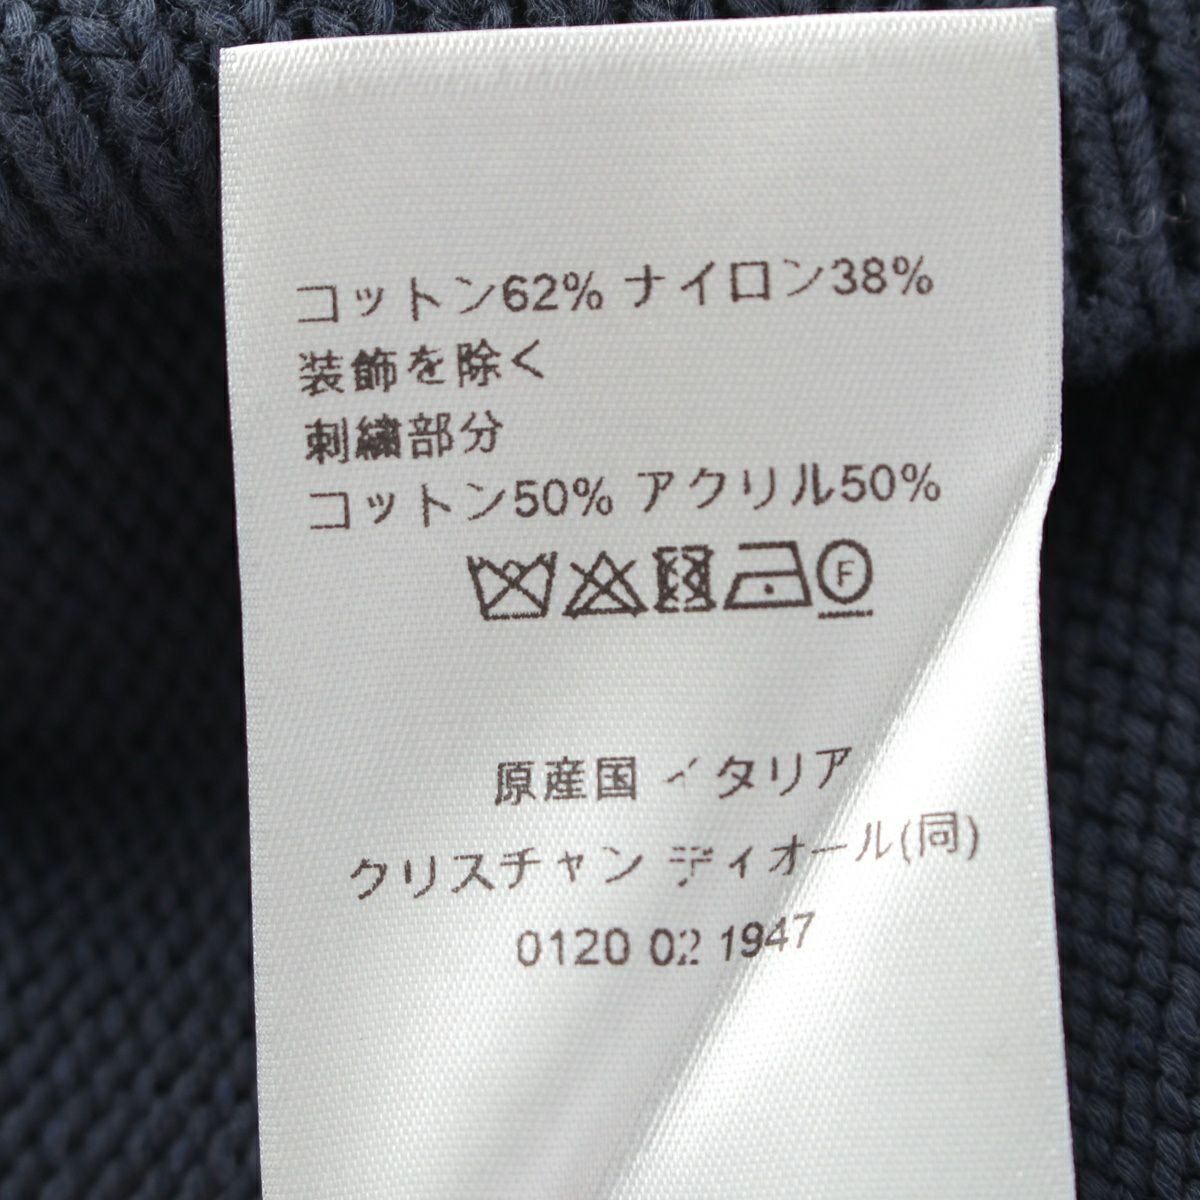 コットン62% ナイロン38%
装飾を除く
刺繍部分
コットン50% アクリル50%
F
原産国 イタリア
クリスチャン ディオール(同)
0120 02 1947